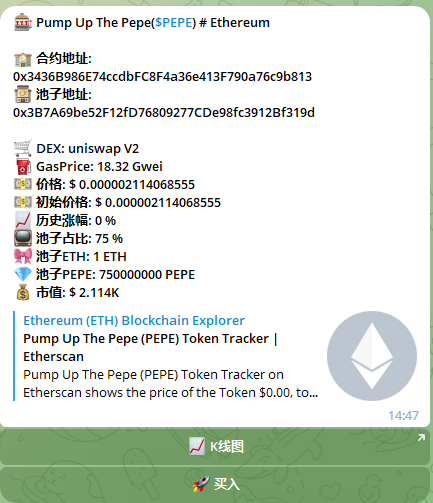 Pump Up The Pepe($PEPE) # Ethereum
合约地址:
0x3436B986E74ccdbFC8F4a36e413F790a76c9b813
池子地址:
0x3B7A69be52F12fD76809277CDe98fc3912Bf319d
DEX: uniswap V2
GasPrice: 18.32 Gwei
价格: $ 0.000002114068555
初始价格: $ 0.000002114068555
历史涨幅: 0 %
池子占比: 75 %
池子ETH: 1 ETH
池子PEPE: 750000000 PEPE
市值: $ 2.114K
Ethereum (ETH) Blockchain Explorer
Pump Up The Pepe (PEPE) Token Tracker |
Etherscan
Pump Up The Pepe (PEPE) Token Tracker on
Etherscan shows the price of the Token $0.00, to...
14:47
K线图
买入